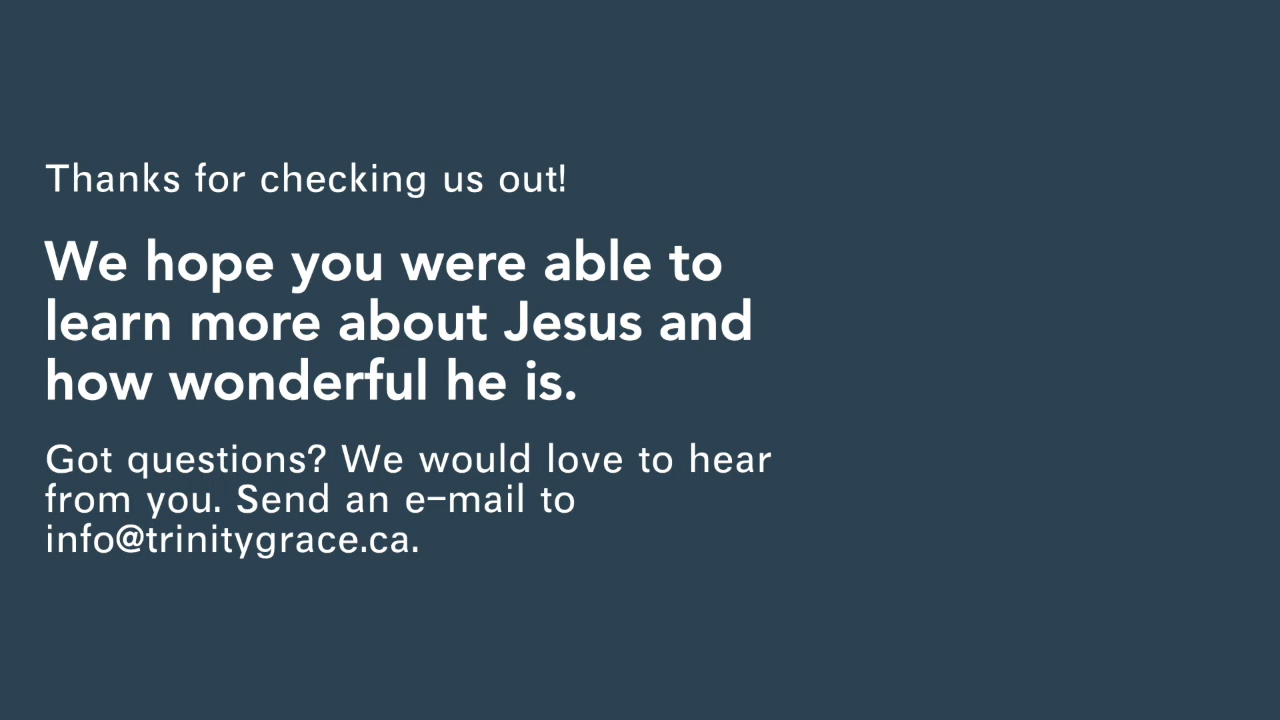 Thanks for checking us out!
We hope you were able to
learn more about Jesus and
how wonderful he is.
Got questions? We would love to hear
from you. Send an e-mail to
info@trinitygrace.ca.